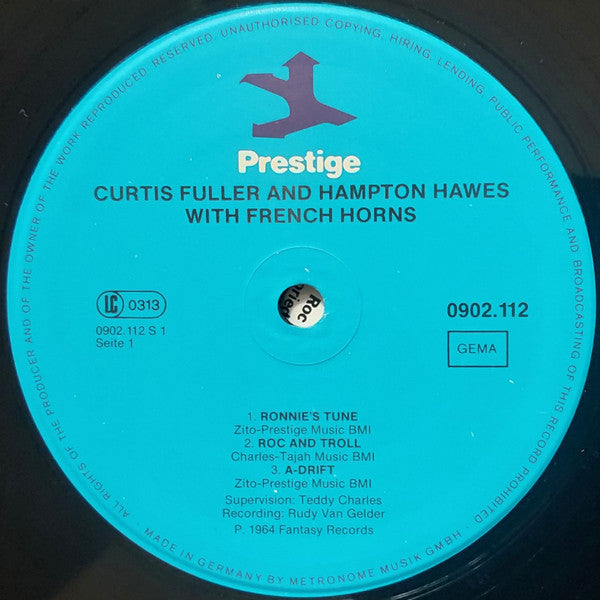 ALL RIGHTS OF THE PRODUCER AND OF THE OWNER OF THE WORK REPRODUCED RESERVED. UNAUTHORISED COPYING, HIRING, LENDING, PUBLIC PERFORMANCE AND BROADCASTING OF THIS RECORD PROHIBITED
Prestige
CURTIS FULLER AND HAMPTON HAWES
WITH FRENCH HORNS
LC 0313
0902.112 S 1
Seite 1
0902.112
GEMA
Roc
1. RONNIE'S TUNE
Zito-Prestige Music BMI
2. ROC AND TROLL
Charles-Tajah Music BMI
3. A-DRIFT
Zito-Prestige Music BMI
Supervision: Teddy Charles
Recording: Rudy Van Gelder
P. 1964 Fantasy Records
MADE IN GERMANY BY METRONOME MUSIK GMBH